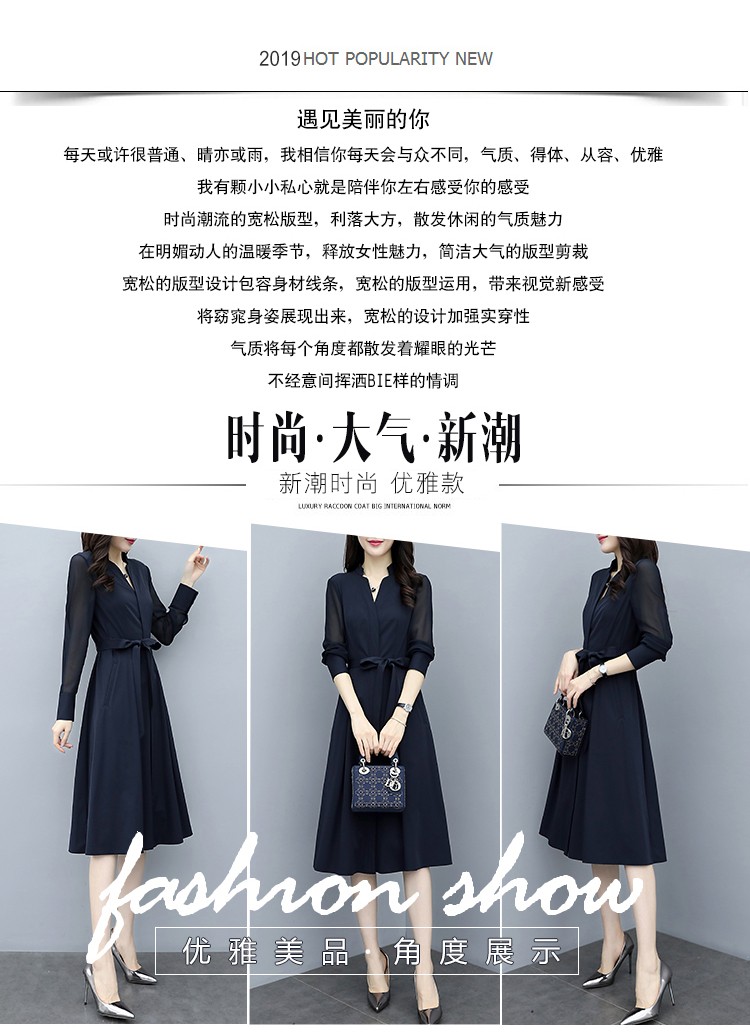 2019HOT POPULARITY NEW
遇见美丽的你
每天或许很普通、晴亦或雨，我相信你每天会与众不同，气质、得体、从容、优雅
我有颗小小私心就是陪伴你左右感受你的感受
时尚潮流的宽松版型，利落大方，散发休闲的气质魅力
在明媚动人的温暖季节，释放女性魅力，简洁大气的版型剪裁
宽松的版型设计包容身材线条，宽松的版型运用，带来视觉新感受
将窈窕身姿展现出来，宽松的设计加强实穿性
气质将每个角度都散发着耀眼的光芒
不经意间挥洒BIE样的情调
时尚·大气·新潮
新潮时尚 优雅款
LUXURY RACCOON COAT BIG INTERNATIONAL NORM
fashion show
优雅美品·角度展示